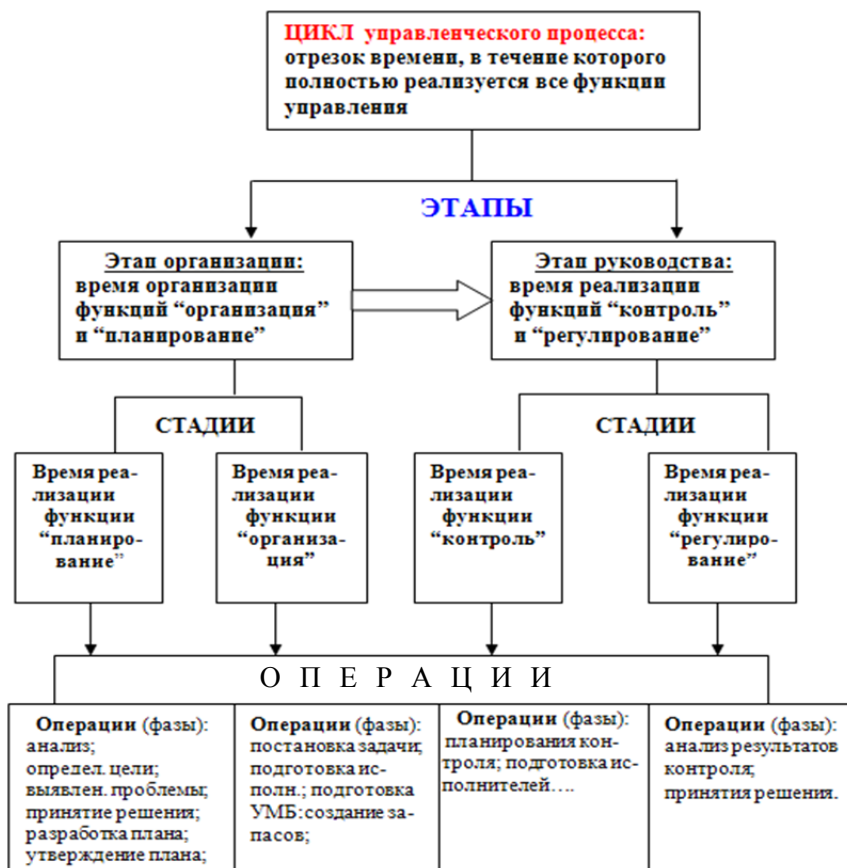 ЦИКЛ управленческого процесса:
отрезок времени, в течение которого
полностью реализуется все функции
управления
ЭТАПЫ
Этап организации:
время организации
функций “организация”
и “планирование”
Этап руководства:
время реализации
функций “контроль”
и “регулирование”
СТАДИИ
СТАДИИ
Время реа-
лизации
функции
“планиро-
вание”
Время реа-
лизации
функции
“организа-
ция”
Время реа-
лизации
функции
“контроль”
Время реа-
лизации
функции
“регулиро-
вание”
О П Е Р А Ц И И
Операции (фазы):
анализ;
определ. цели;
выявлен. проблемы;
принятие решения;
разработка плана;
утверждение плана;
Операции (фазы):
постановка задачи;
подготовка ис-
полн.; подготовка
УМБ:создание за-
пасов;
Операции (фазы):
планирования кон-
троля; подготовка ис-
полнителей….
Операции (фазы):
анализ результатов
контроля;
принятия решения.